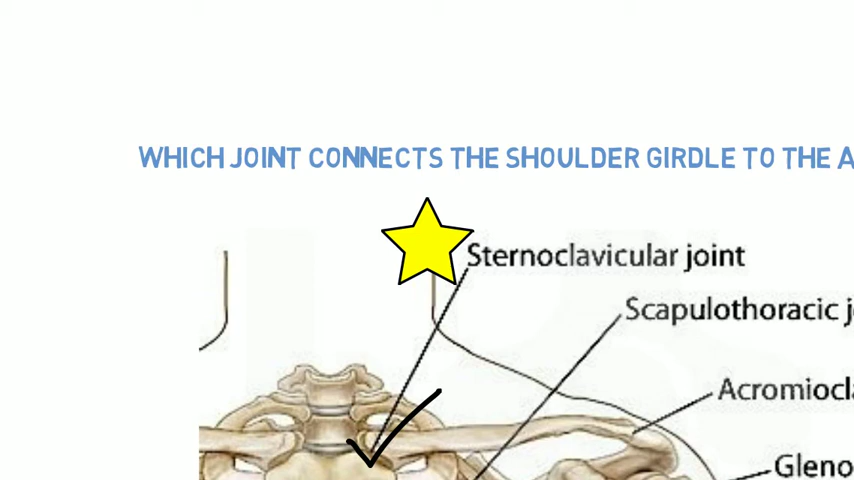 WHICH JOINT CONNECTS THE SHOULDER GIRDLE TO THE A
Sternoclavicular joint
Scapulothoracic j
Acromiocl
Gleno